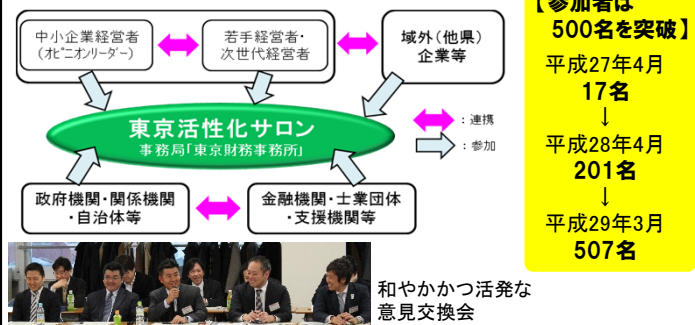 中小企業経営者
(オピニオンリーダー)
若手経営者・
次世代経営者
域外(他県)
企業等
東京活性化サロン
事務局「東京財務事務所」
:連携
:参加
政府機関・関係機関
・自治体等
金融機関・士業団体
・支援機関等
【参加者は
500名を突破】
平成27年4月
17名
↓
平成28年4月
201名
↓
平成29年3月
507名
和やかかつ活発な
意見交換会